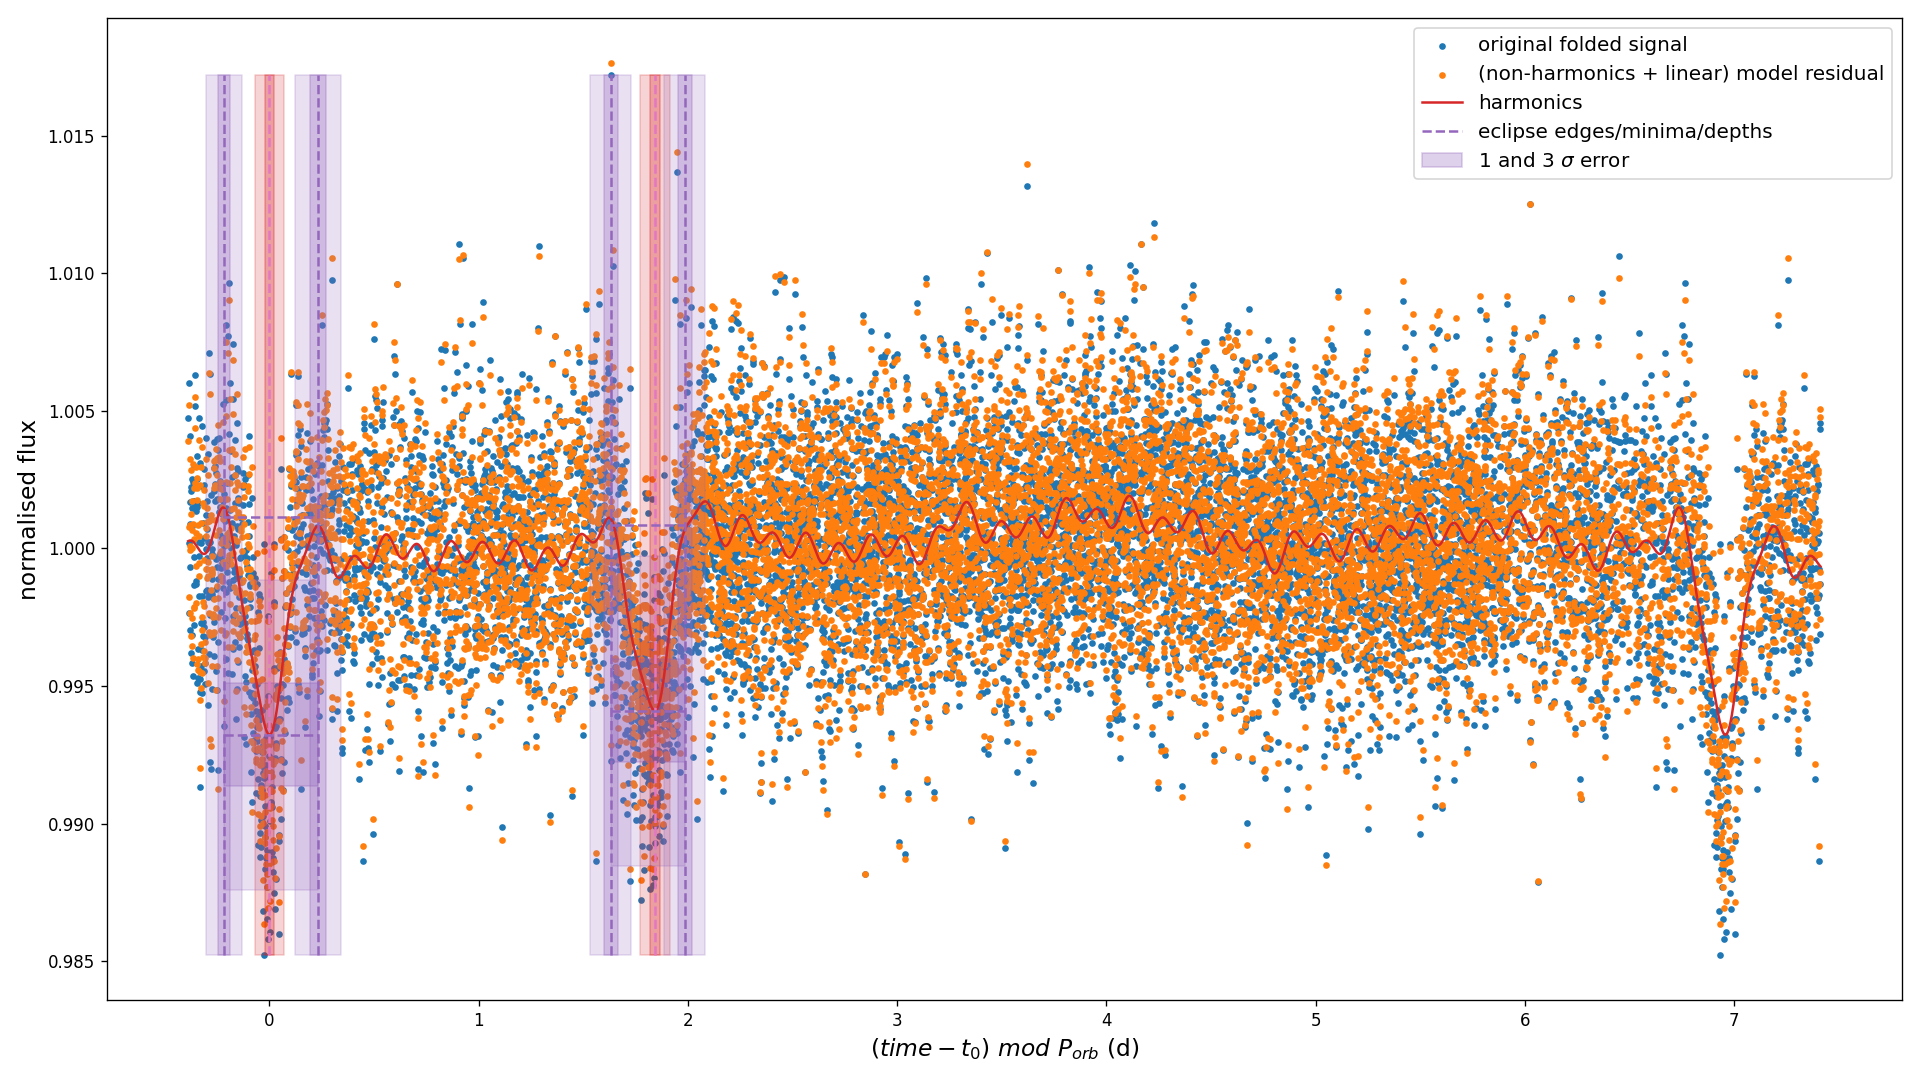 original folded signal
(non-harmonics + linear) model residual
harmonics
eclipse edges/minima/depths
1 and 3 σ error
normalised flux
1.015
1.010
1.005
1.000
0.995
0.990
0.985
0 1 2 3 4 5 6 7
(time − t₀) mod P_orb (d)